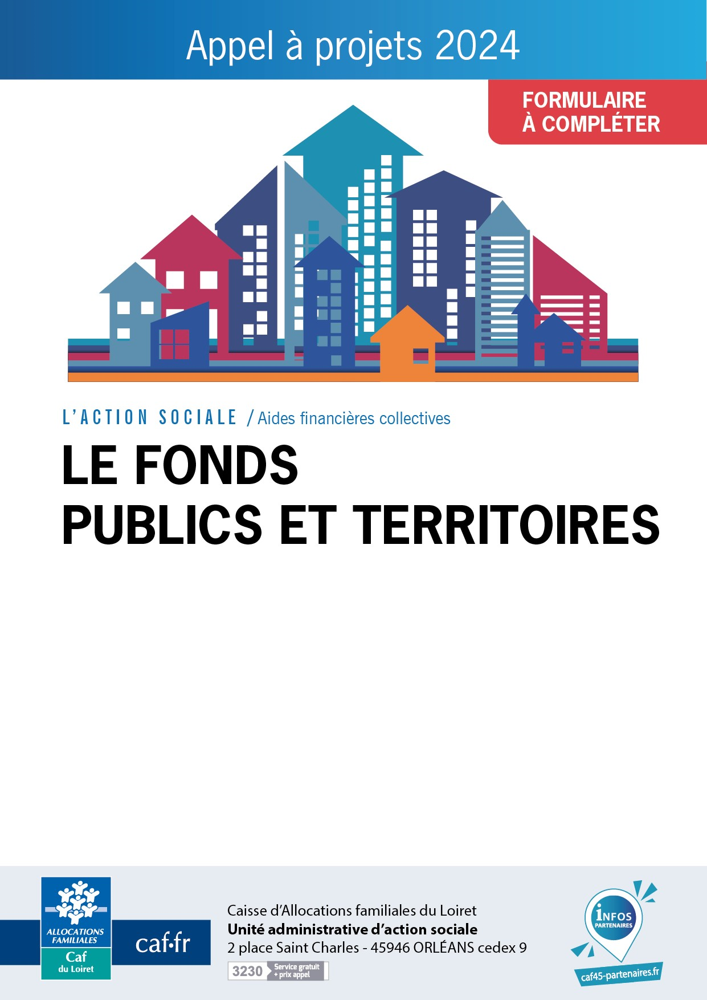 Appel à projets 2024
FORMULAIRE
À COMPLÉTER
L'ACTION SOCIALE / Aides financières collectives
LE FONDS
PUBLICS ET TERRITOIRES
ALLOCATIONS
FAMILIALES
Caf
du Loiret
caf.fr
Caisse d'Allocations familiales du Loiret
Unité administrative d'action sociale
2 place Saint Charles - 45946 ORLÉANS cedex 9
3230 Service gratuit
+ prix appel
iNFOS
PARTENAIRES
caf45-partenaires.fr